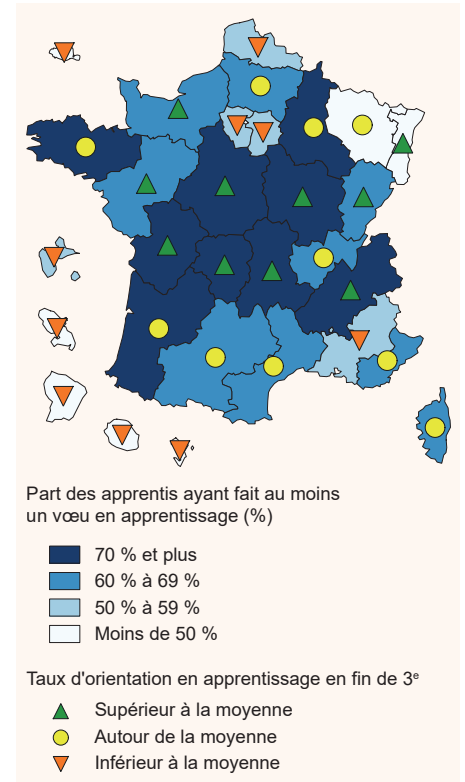 Part des apprentis ayant fait au moins
un vœu en apprentissage (%)
70 % et plus
60 % à 69 %
50 % à 59 %
Moins de 50 %
Taux d'orientation en apprentissage en fin de 3ᵉ
Supérieur à la moyenne
Autour de la moyenne
Inférieur à la moyenne